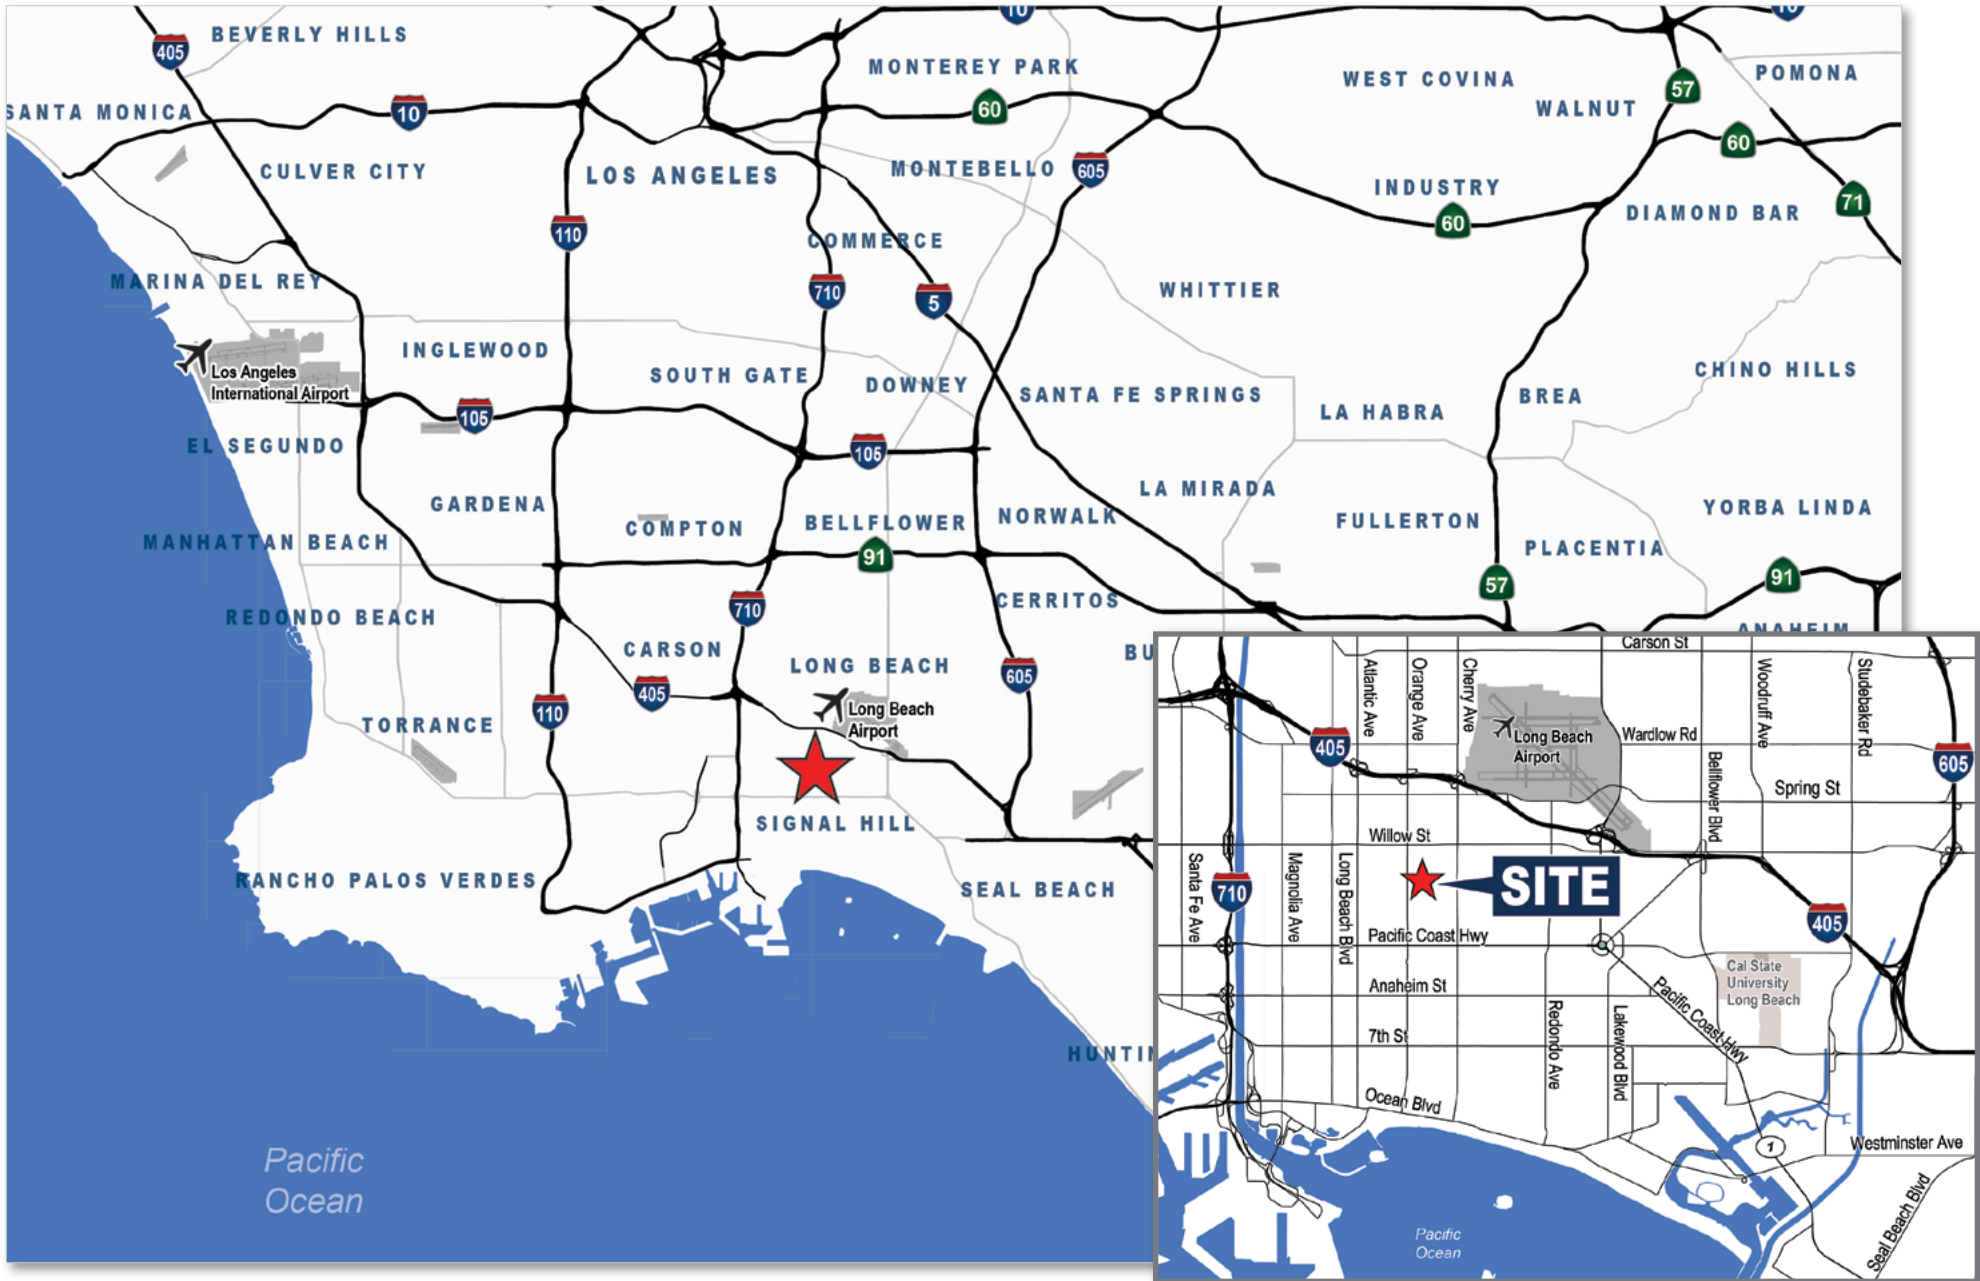 10
10
405
BEVERLY HILLS
MONTEREY PARK
WEST COVINA
POMONA
57
SANTA MONICA
10
60
WALNUT
60
CULVER CITY
LOS ANGELES
MONTEBELLO
605
INDUSTRY
71
60
DIAMOND BAR
110
COMMERCE
MARINA DEL REY
710
5
WHITTIER
INGLEWOOD
Los Angeles
International Airport
SOUTH GATE
DOWNEY
SANTA FE SPRINGS
CHINO HILLS
BREA
LA HABRA
105
EL SEGUNDO
105
GARDENA
LA MIRADA
COMPTON
BELLFLOWER
NORWALK
FULLERTON
YORBA LINDA
MANHATTAN BEACH
91
PLACENTIA
57
91
REDONDO BEACH
710
CERRITOS
ANAHEIM
CARSON
LONG BEACH
BU
405
605
110
TORRANCE
Long Beach
Airport
SIGNAL HILL
RANCHO PALOS VERDES
SEAL BEACH
HUNTIN
Pacific
Ocean
Carson St
Atlantic Ave
Orange Ave
Cherry Ave
Woodruff Ave
Studebaker Rd
405
Long Beach
Airport
Wardlow Rd
605
Bellflower Blvd
Spring St
Willow St
Santa Fe Ave
710
Magnolia Ave
Long Beach Blvd
SITE
405
Pacific Coast Hwy
Cal State
University
Long Beach
Anaheim St
Pacific Coast Hwy
Redondo Ave
Lakewood Blvd
7th St
Ocean Blvd
1
Westminster Ave
Seal Beach Blvd
Pacific
Ocean